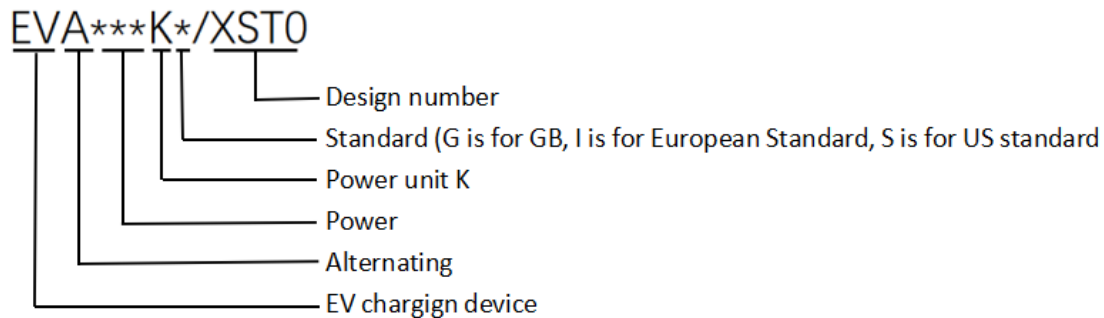 EVA***K*/XST0
Design number
Standard (G is for GB, I is for European Standard, S is for US standard
Power unit K
Power
Alternating
EV chargign device